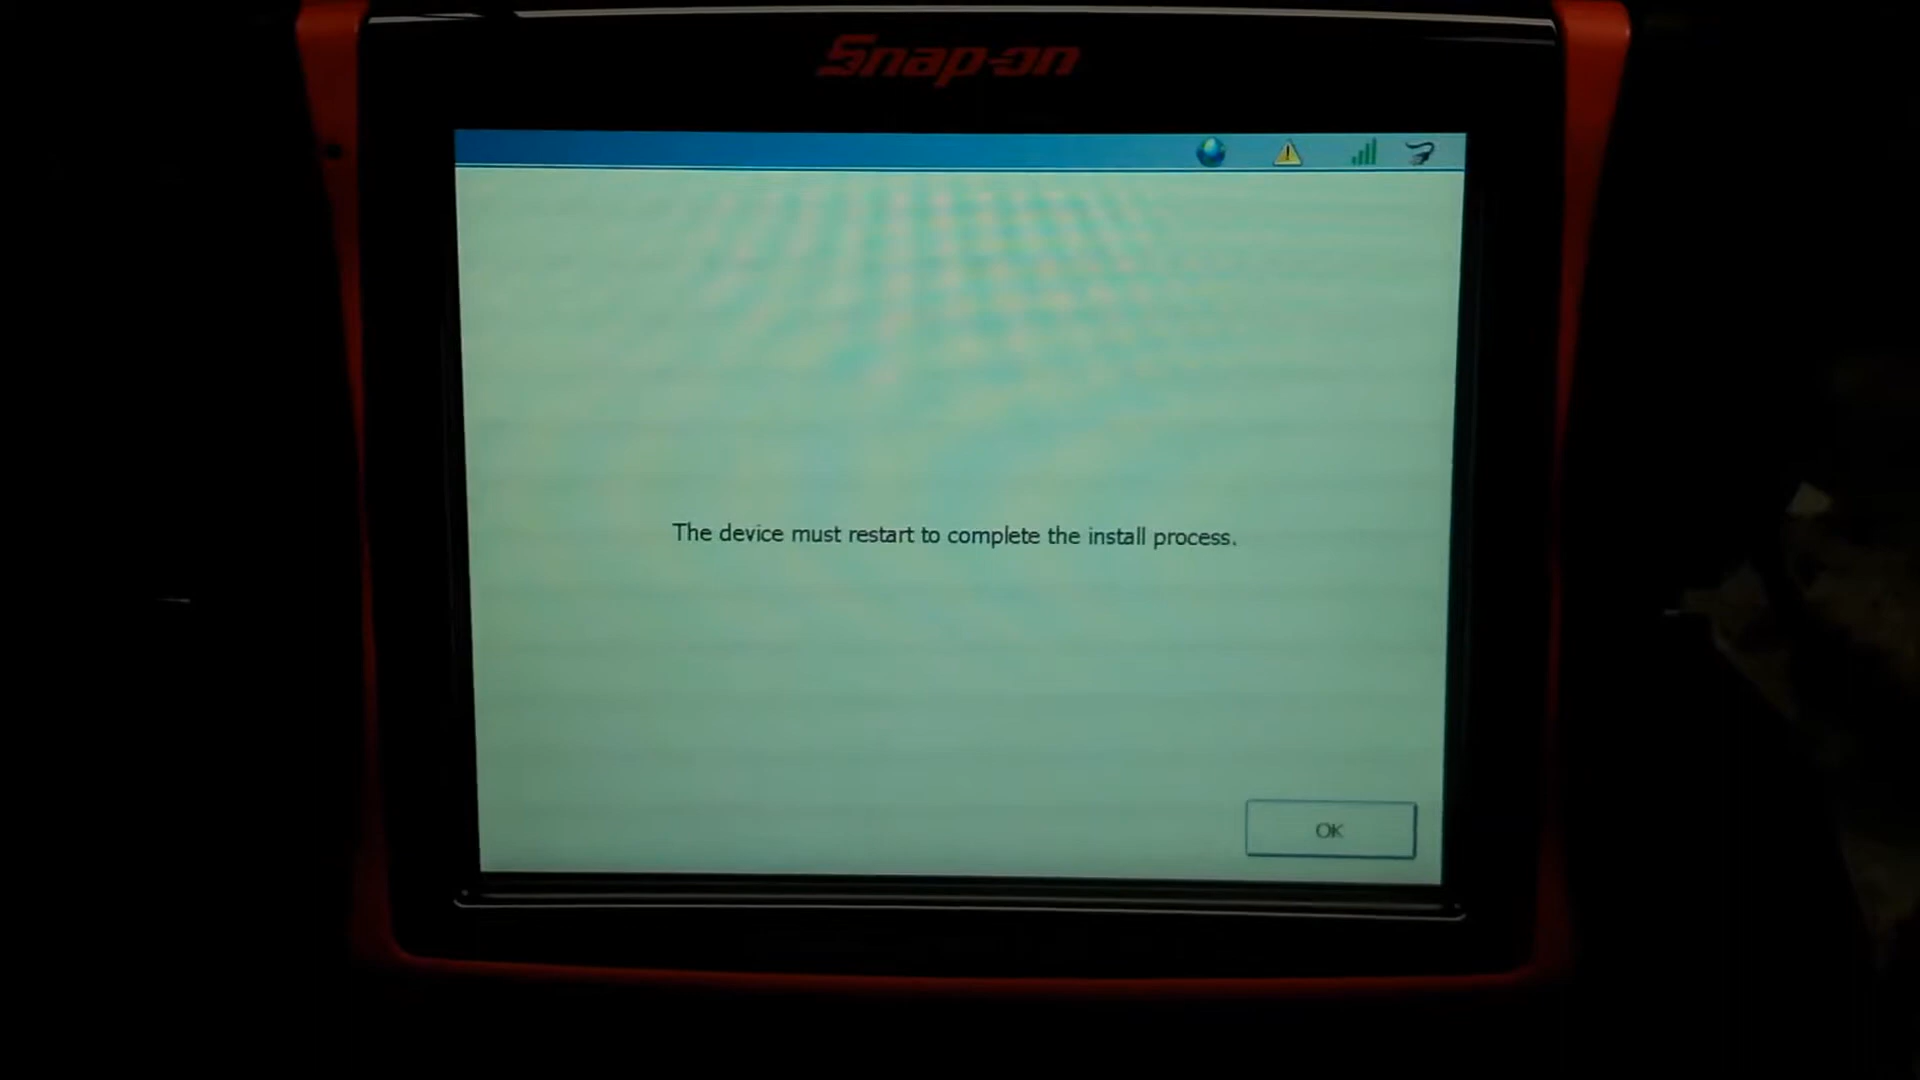 Snap-on
The device must restart to complete the install process.
OK